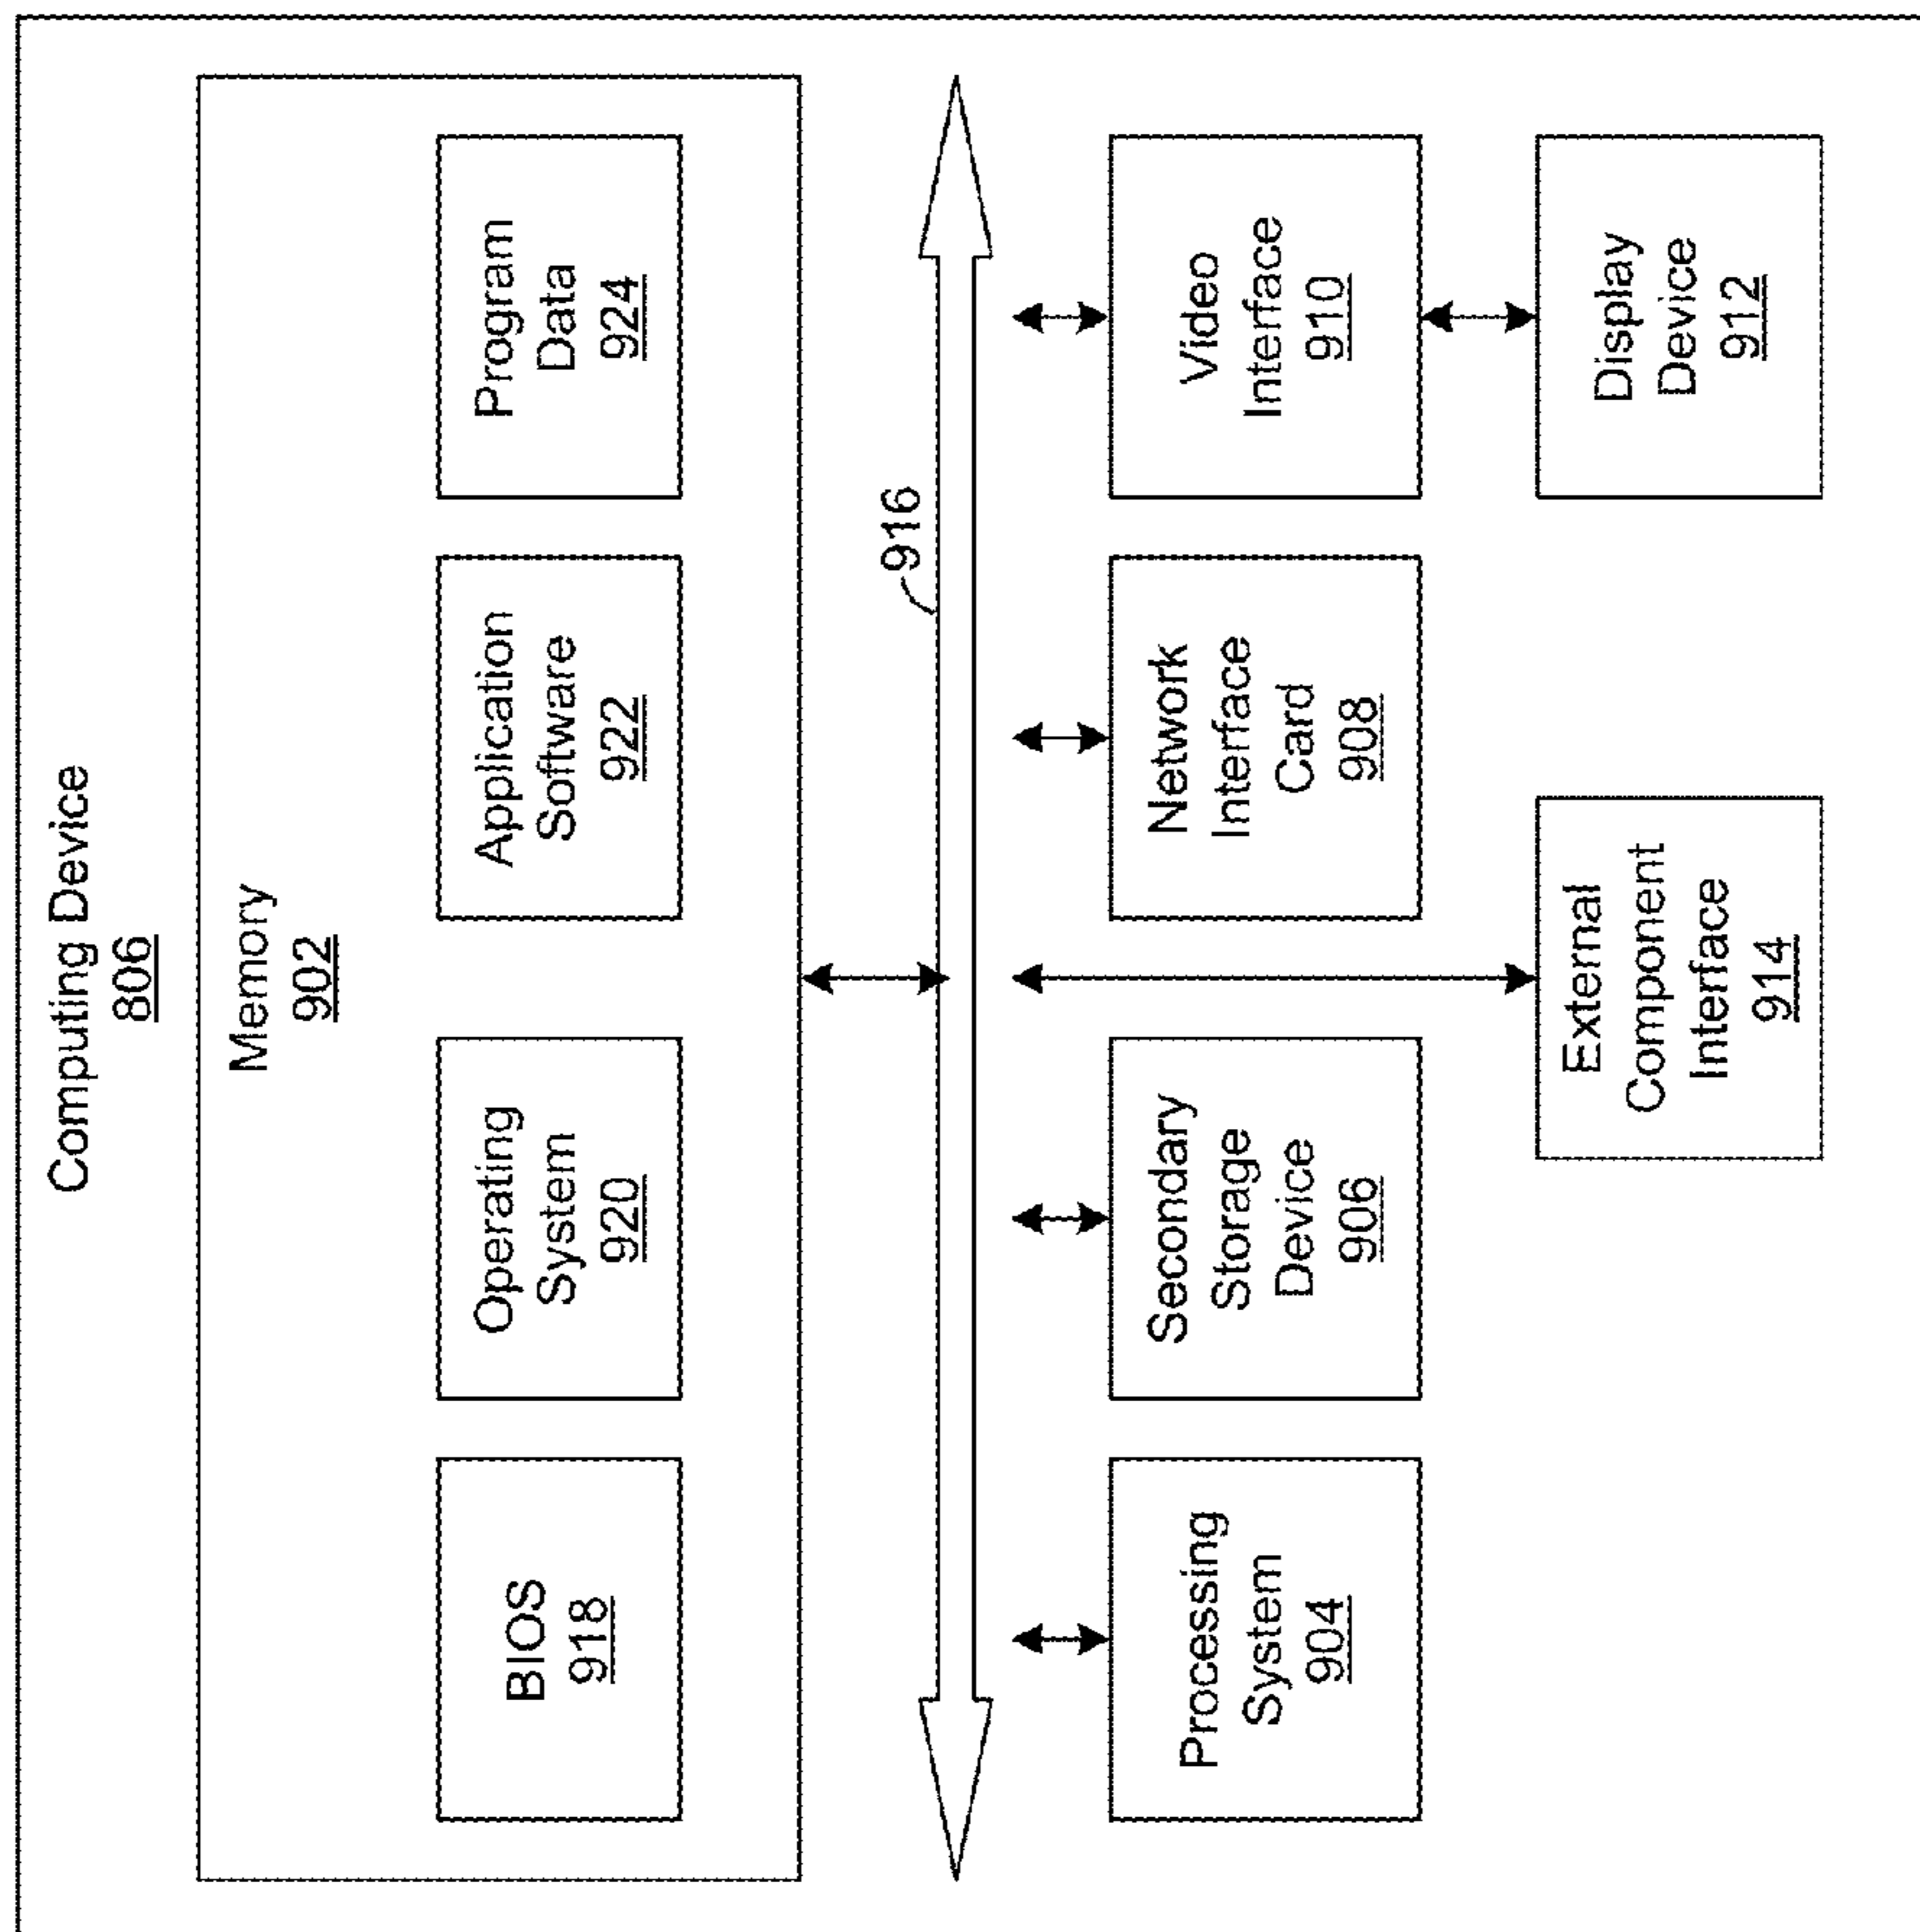 Computing Device
806
Memory
902
BIOS
918
Operating
System
920
Application
Software
922
Program
Data
924
916
Processing
System
904
Secondary
Storage
Device
906
Network
Interface
Card
908
Video
Interface
910
External
Component
Interface
914
Display
Device
912